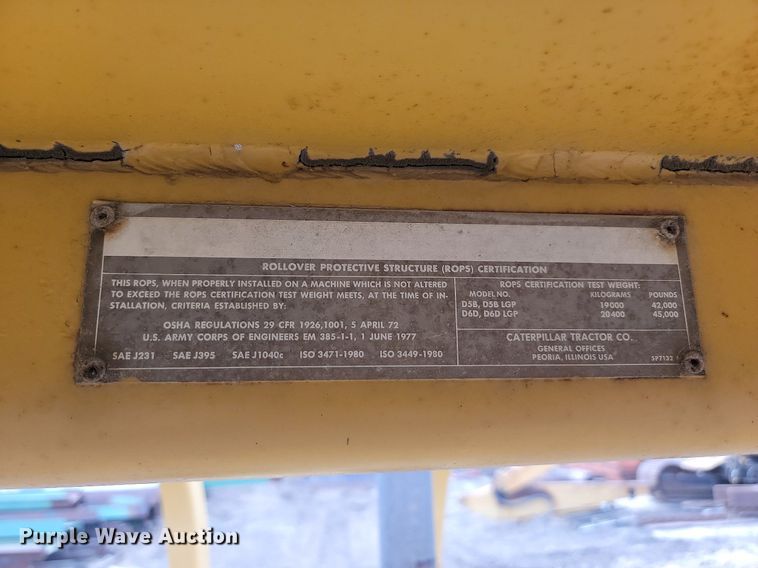 ROLLOVER PROTECTIVE STRUCTURE (ROPS) CERTIFICATION
THIS ROPS, WHEN PROPERLY INSTALLED ON A MACHINE WHICH IS NOT ALTERED
TO EXCEED THE ROPS CERTIFICATION TEST WEIGHT MEETS, AT THE TIME OF IN-
STALLATION, CRITERIA ESTABLISHED BY:
OSHA REGULATIONS 29 CFR 1926,1001, 5 APRIL 72
U.S. ARMY CORPS OF ENGINEERS EM 385-1-1, 1 JUNE 1977
SAE J231 SAE J395 SAE J1040c ISO 3471-1980 ISO 3449-1980
ROPS CERTIFICATION TEST WEIGHT:
MODEL NO. KILOGRAMS POUNDS
D5B, D5B LGP 19000 42,000
D6D, D6D LGP 20400 45,000
CATERPILLAR TRACTOR CO.
GENERAL OFFICES
PEORIA, ILLINOIS USA
5P7132
Purple Wave Auction